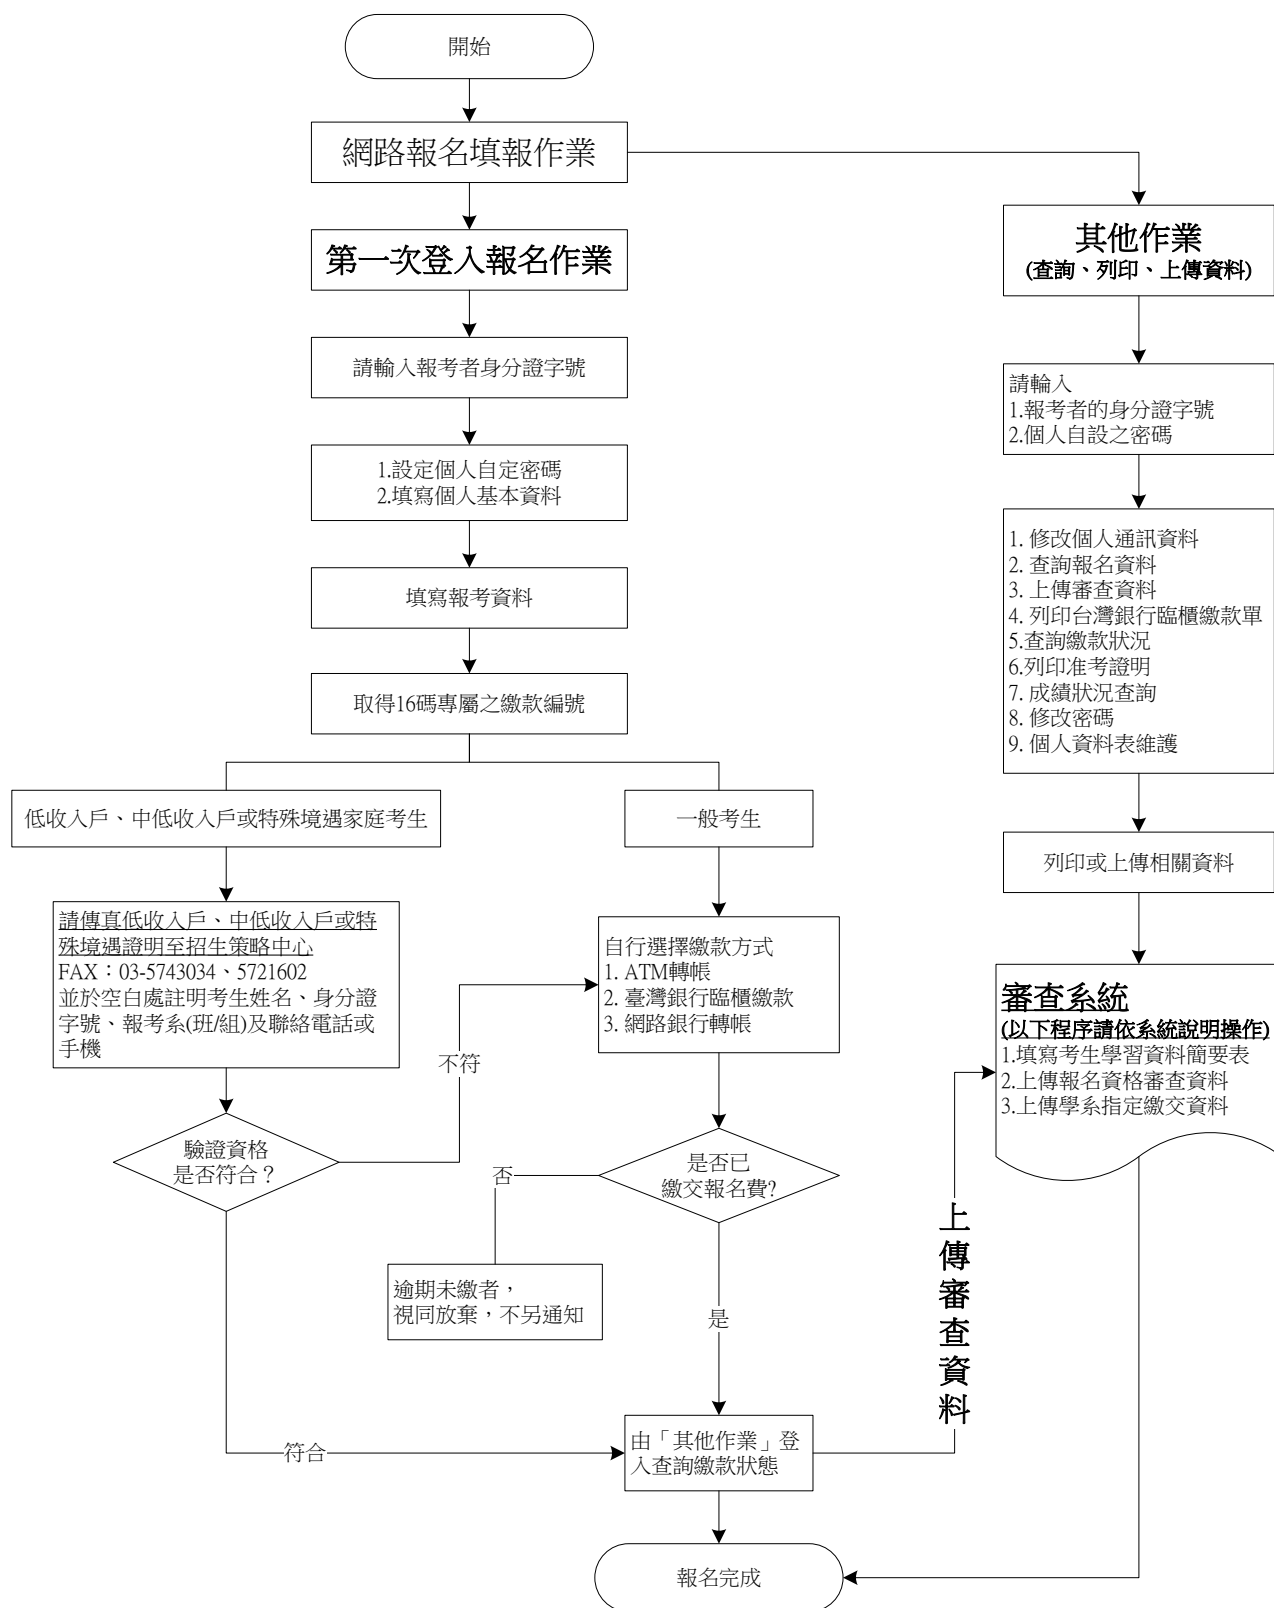 開始
網路報名填報作業
第一次登入報名作業
請輸入報考者身分證字號
1.設定個人自定密碼
2.填寫個人基本資料
填寫報考資料
取得16碼專屬之繳款編號
低收入戶、中低收入戶或特殊境遇家庭考生
一般考生
請傳真低收入戶、中低收入戶或特
殊境遇證明至招生策略中心
FAX：03-5743034、5721602
並於空白處註明考生姓名、身分證
字號、報考系(班/組)及聯絡電話或
手機
自行選擇繳款方式
1. ATM轉帳
2. 臺灣銀行臨櫃繳款
3. 網路銀行轉帳
不符
驗證資格
是否符合？
是否已
繳交報名費?
否
逾期未繳者，
視同放棄，不另通知
是
符合
由「其他作業」登
入查詢繳款狀態
報名完成
上傳審查資料
其他作業
(查詢、列印、上傳資料)
請輸入
1.報考者的身分證字號
2.個人自設之密碼
1. 修改個人通訊資料
2. 查詢報名資料
3. 上傳審查資料
4. 列印台灣銀行臨櫃繳款單
5.查詢繳款狀況
6.列印准考證明
7. 成績狀況查詢
8. 修改密碼
9. 個人資料表維護
列印或上傳相關資料
審查系統
(以下程序請依系統說明操作)
1.填寫考生學習資料簡要表
2.上傳報名資格審查資料
3.上傳學系指定繳交資料